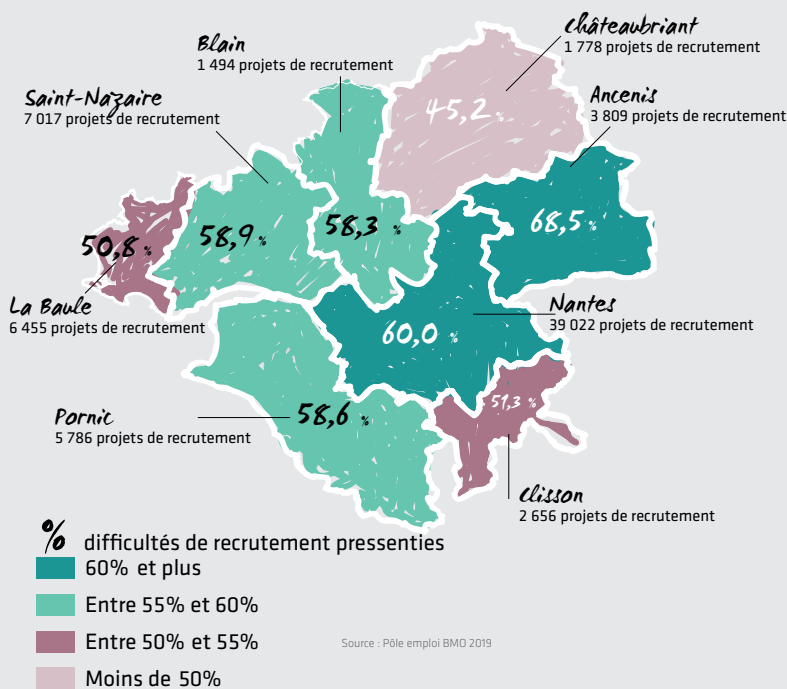 Châteaubriant
1 778 projets de recrutement
Blain
1 494 projets de recrutement
Saint-Nazaire
7 017 projets de recrutement
Ancenis
3 809 projets de recrutement
45,2 %
68,5 %
58,3 %
58,9 %
50,8 %
La Baule
6 455 projets de recrutement
Nantes
39 022 projets de recrutement
60,0 %
51,3 %
58,6 %
Pornic
5 786 projets de recrutement
Clisson
2 656 projets de recrutement
% difficultés de recrutement pressenties
60% et plus
Entre 55% et 60%
Entre 50% et 55%
Moins de 50%
Source : Pôle emploi BMO 2019